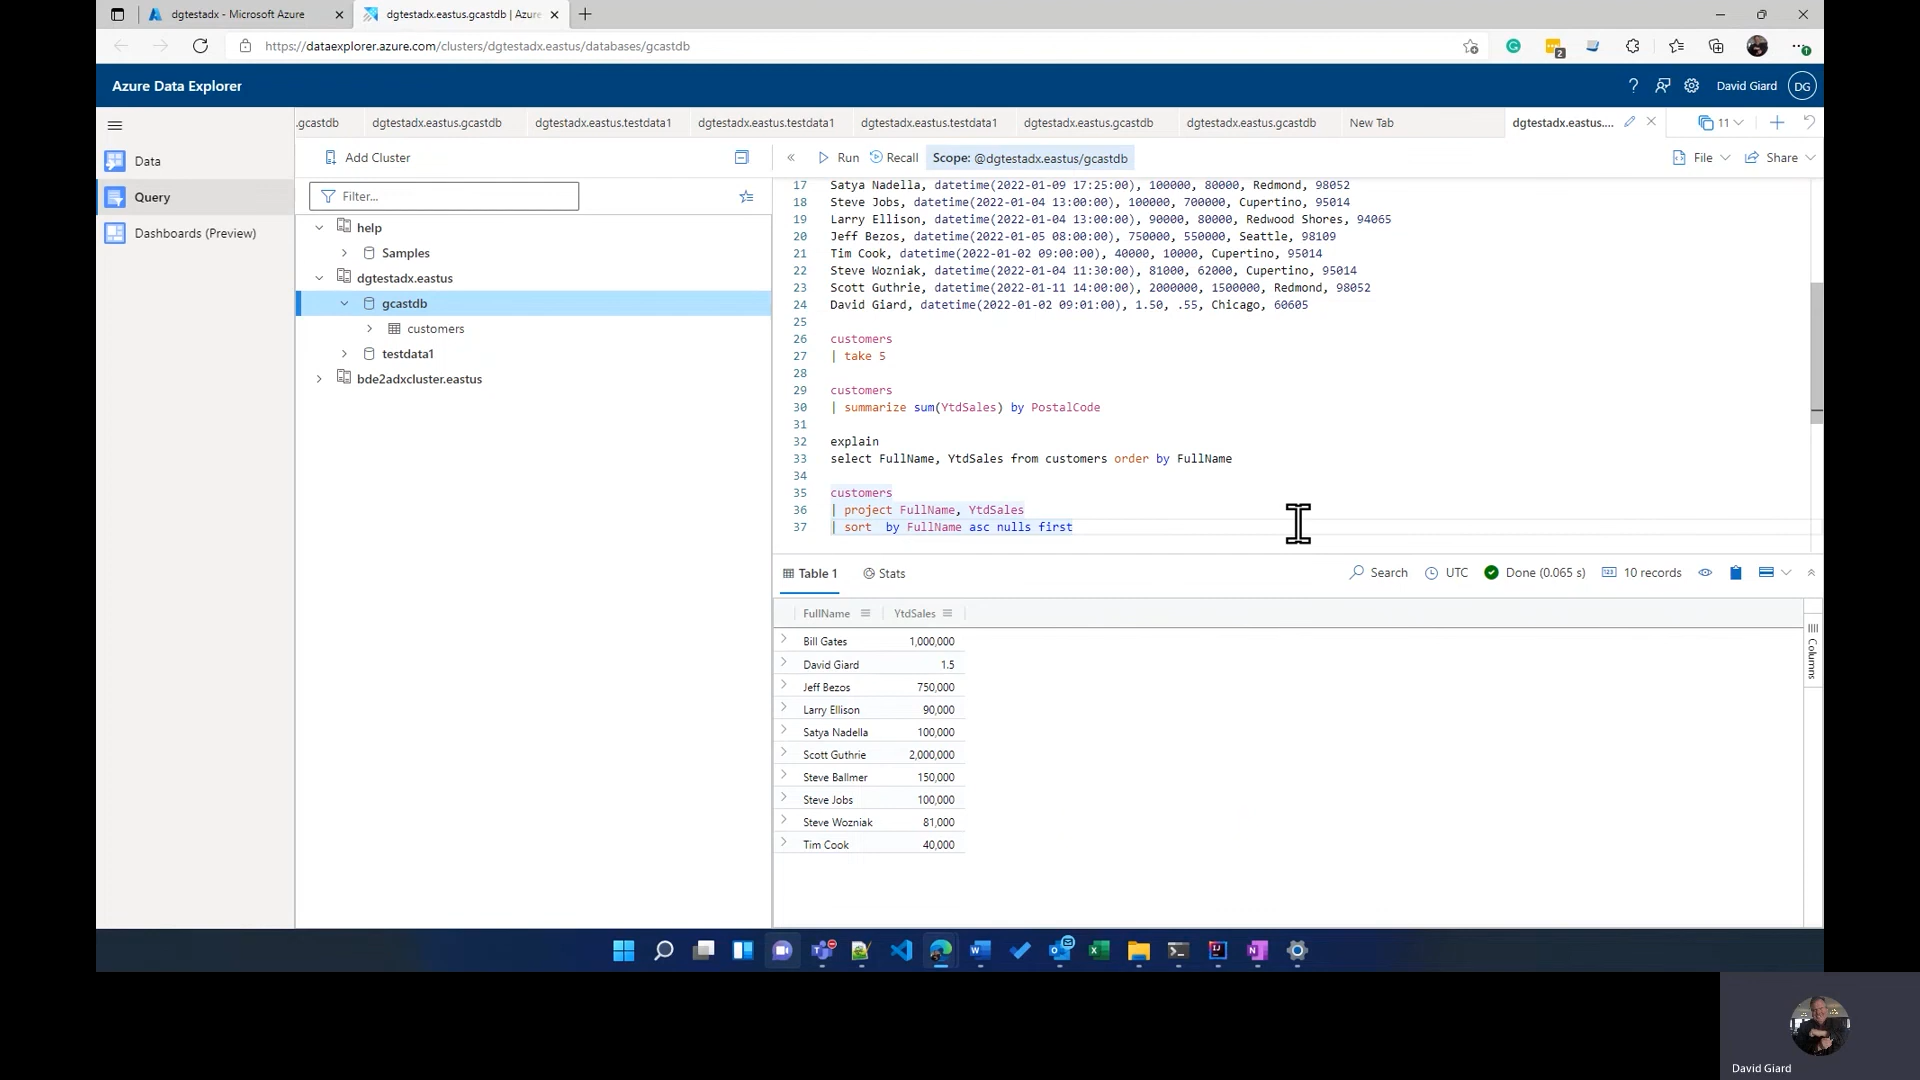 dgtestadx - Microsoft Azure
dgtestadx.eastus.gcastdb | Azure
https://dataexplorer.azure.com/clusters/dgtestadx.eastus/databases/gcastdb
2
Azure Data Explorer
? David Giard DG
.gcastdb dgtestadx.eastus.gcastdb dgtestadx.eastus.testdata1 dgtestadx.eastus.testdata1 dgtestadx.eastus.testdata1 dgtestadx.eastus.gcastdb dgtestadx.eastus.gcastdb New Tab dgtestadx.eastus.... 11
Data
Query
Dashboards (Preview)
Add Cluster
Filter...
help
Samples
dgtestadx.eastus
gcastdb
customers
testdata1
bde2adxcluster.eastus
Run Recall Scope: @dgtestadx.eastus/gcastdb File Share
17 Satya Nadella, datetime(2022-01-09 17:25:00), 100000, 80000, Redmond, 98052
18 Steve Jobs, datetime(2022-01-04 13:00:00), 100000, 700000, Cupertino, 95014
19 Larry Ellison, datetime(2022-01-04 13:00:00), 90000, 80000, Redwood Shores, 94065
20 Jeff Bezos, datetime(2022-01-05 08:00:00), 750000, 550000, Seattle, 98109
21 Tim Cook, datetime(2022-01-02 09:00:00), 40000, 10000, Cupertino, 95014
22 Steve Wozniak, datetime(2022-01-04 11:30:00), 81000, 62000, Cupertino, 95014
23 Scott Guthrie, datetime(2022-01-11 14:00:00), 2000000, 1500000, Redmond, 98052
24 David Giard, datetime(2022-01-02 09:01:00), 1.50, .55, Chicago, 60605
25
26 customers
27 | take 5
28
29 customers
30 | summarize sum(YtdSales) by PostalCode
31
32 explain
33 select FullName, YtdSales from customers order by FullName
34
35 customers
36 | project FullName, YtdSales
37 | sort  by FullName asc nulls first
Table 1 Stats Search UTC Done (0.065 s) 10 records
FullName YtdSales
Bill Gates 1,000,000
David Giard 1.5
Jeff Bezos 750,000
Larry Ellison 90,000
Satya Nadella 100,000
Scott Guthrie 2,000,000
Steve Ballmer 150,000
Steve Jobs 100,000
Steve Wozniak 81,000
Tim Cook 40,000
Columns
David Giard